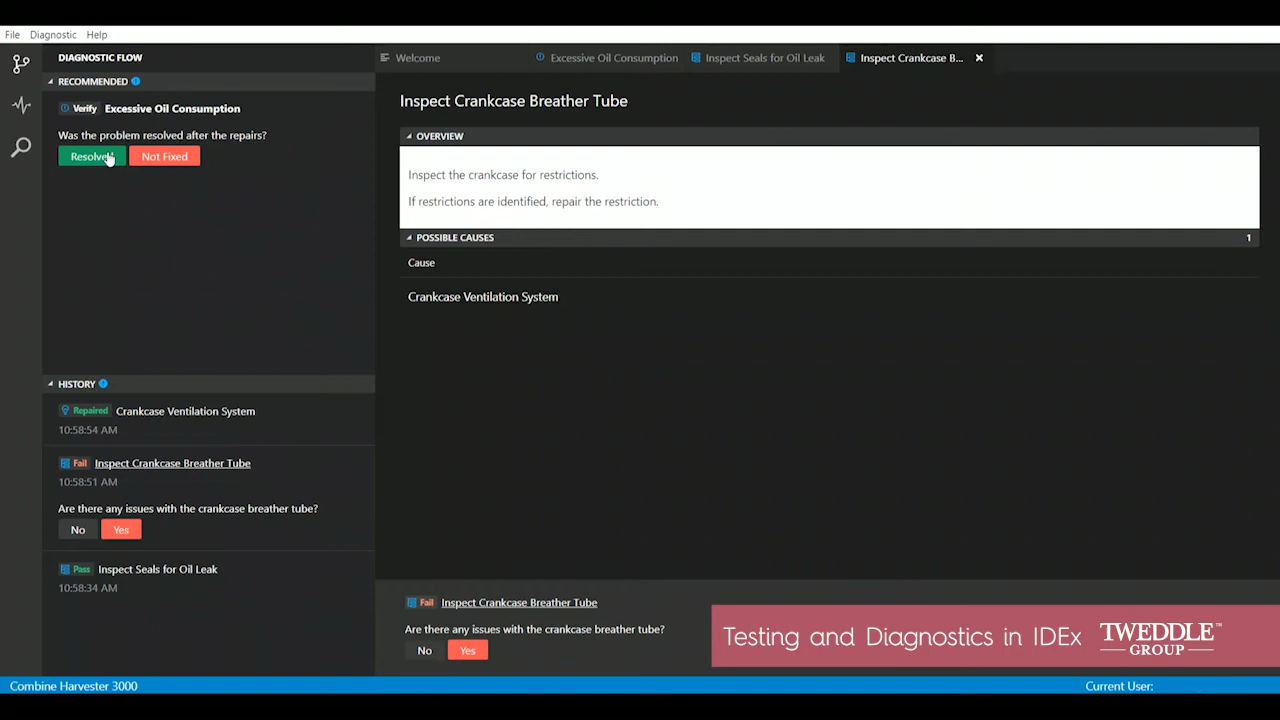 File Diagnostic Help
DIAGNOSTIC FLOW
RECOMMENDED
Verify Excessive Oil Consumption
Was the problem resolved after the repairs?
Resolved Not Fixed
HISTORY
Repaired Crankcase Ventilation System
10:58:54 AM
Fail Inspect Crankcase Breather Tube
10:58:51 AM
Are there any issues with the crankcase breather tube?
No Yes
Pass Inspect Seals for Oil Leak
10:58:34 AM
Welcome Excessive Oil Consumption Inspect Seals for Oil Leak Inspect Crankcase B...
Inspect Crankcase Breather Tube
OVERVIEW
Inspect the crankcase for restrictions.
If restrictions are identified, repair the restriction.
POSSIBLE CAUSES 1
Cause
Crankcase Ventilation System
Fail Inspect Crankcase Breather Tube
Are there any issues with the crankcase breather tube?
No Yes
Testing and Diagnostics in IDEx
TWEDDLE™
GROUP
Combine Harvester 3000 Current User: